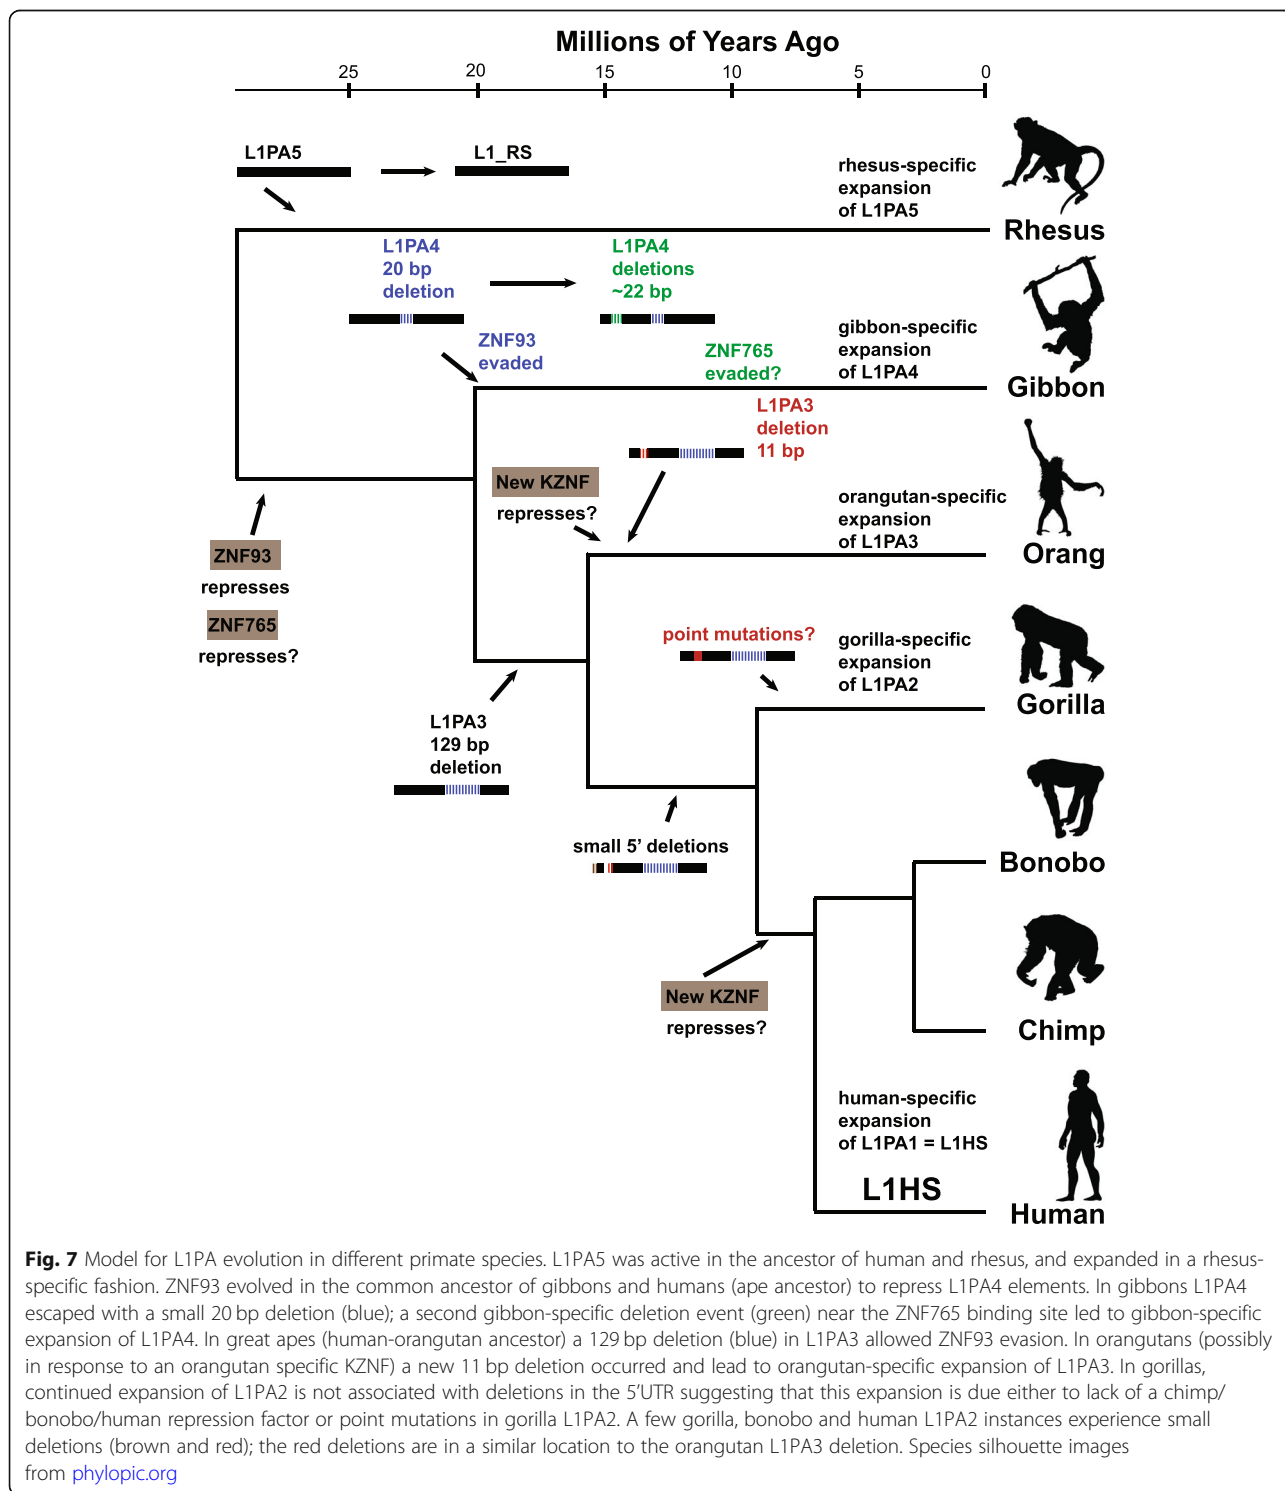 Millions of Years Ago
25 20 15 10 5 0
L1PA5
L1_RS
rhesus-specific
expansion
of L1PA5
Rhesus
L1PA4
20 bp
deletion
L1PA4
deletions
~22 bp
ZNF93
evaded
ZNF765
evaded?
gibbon-specific
expansion
of L1PA4
Gibbon
L1PA3
deletion
11 bp
New KZNF
represses?
orangutan-specific
expansion
of L1PA3
Orang
ZNF93
represses
ZNF765
represses?
point mutations?
gorilla-specific
expansion
of L1PA2
Gorilla
L1PA3
129 bp
deletion
small 5’ deletions
Bonobo
New KZNF
represses?
Chimp
human-specific
expansion
of L1PA1 = L1HS
L1HS
Human
Fig. 7 Model for L1PA evolution in different primate species. L1PA5 was active in the ancestor of human and rhesus, and expanded in a rhesus-
specific fashion. ZNF93 evolved in the common ancestor of gibbons and humans (ape ancestor) to repress L1PA4 elements. In gibbons L1PA4
escaped with a small 20 bp deletion (blue); a second gibbon-specific deletion event (green) near the ZNF765 binding site led to gibbon-specific
expansion of L1PA4. In great apes (human-orangutan ancestor) a 129 bp deletion (blue) in L1PA3 allowed ZNF93 evasion. In orangutans (possibly
in response to an orangutan specific KZNF) a new 11 bp deletion occurred and lead to orangutan-specific expansion of L1PA3. In gorillas,
continued expansion of L1PA2 is not associated with deletions in the 5’UTR suggesting that this expansion is due either to lack of a chimp/
bonobo/human repression factor or point mutations in gorilla L1PA2. A few gorilla, bonobo and human L1PA2 instances experience small
deletions (brown and red); the red deletions are in a similar location to the orangutan L1PA3 deletion. Species silhouette images
from phylopic.org